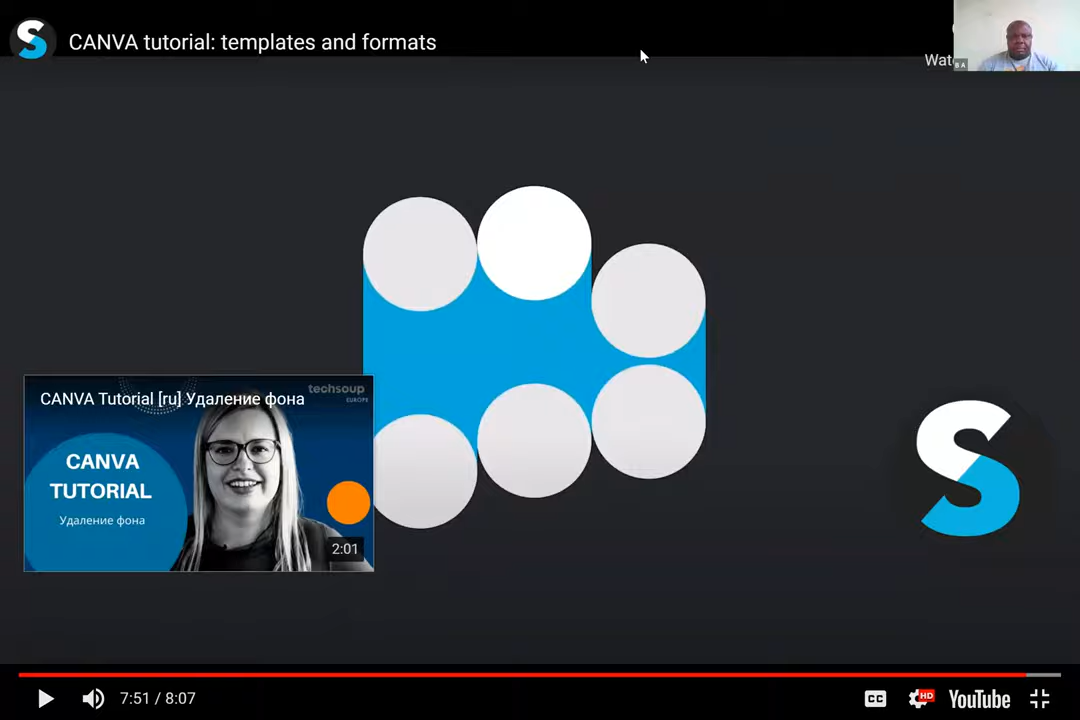 CANVA tutorial: templates and formats
B A
techsoup
EUROPE
CANVA Tutorial [ru] Удаление фона
CANVA
TUTORIAL
Удаление фона
2:01
7:51 / 8:07
CC
HD
YouTube